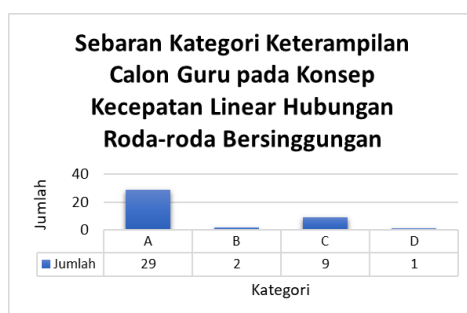 Sebaran Kategori Keterampilan
Calon Guru pada Konsep
Kecepatan Linear Hubungan
Roda-roda Bersinggungan
Jumlah
40
20
0
A B C D
Jumlah 29 2 9 1
Kategori